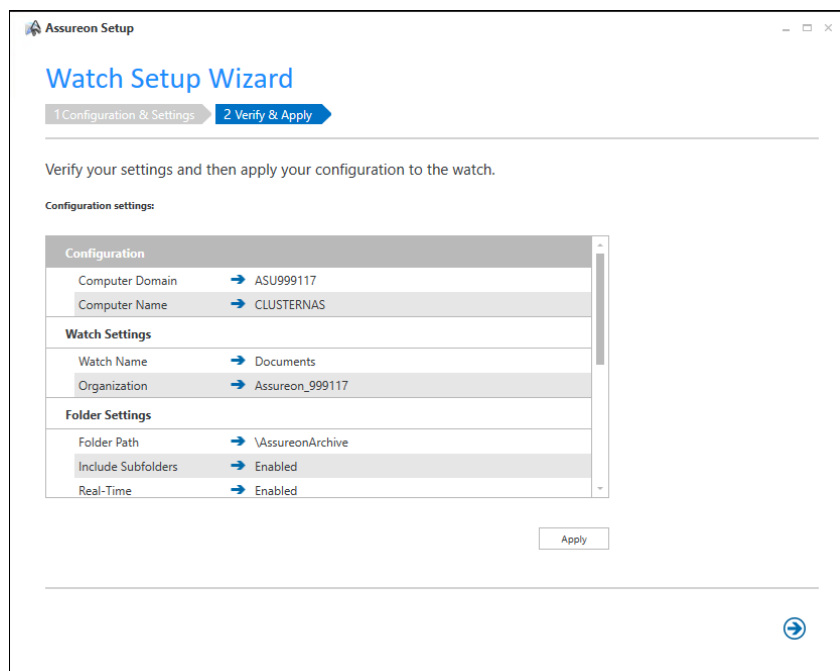 Assureon Setup
Watch Setup Wizard
1 Configuration & Settings
2 Verify & Apply
Verify your settings and then apply your configuration to the watch.
Configuration settings:
Configuration
Computer Domain ASU999117
Computer Name CLUSTERNAS
Watch Settings
Watch Name Documents
Organization Assureon_999117
Folder Settings
Folder Path \AssureonArchive
Include Subfolders Enabled
Real-Time Enabled
Apply